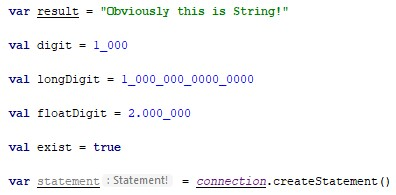 var result = "Obviously this is String!"
val digit = 1_000
val longDigit = 1_000_000_0000_0000
val floatDigit = 2.000_000
val exist = true
var statement : Statement! = connection.createStatement()